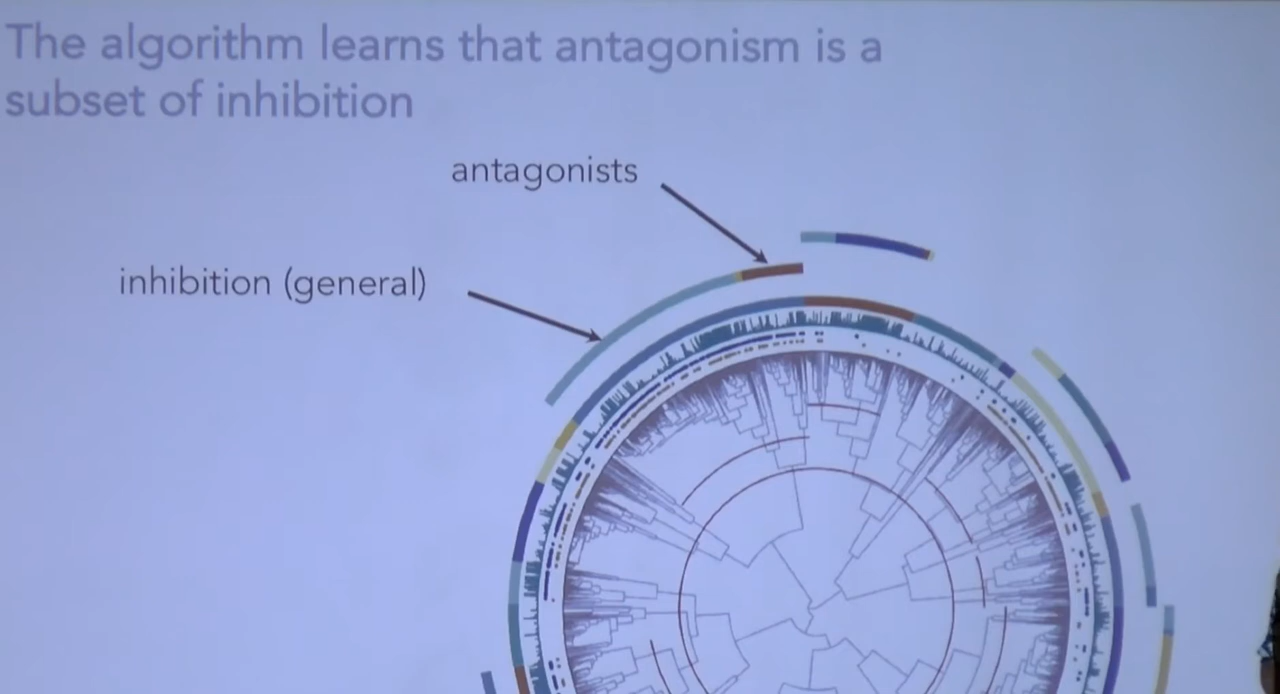 The algorithm learns that antagonism is a
subset of inhibition
antagonists
inhibition (general)